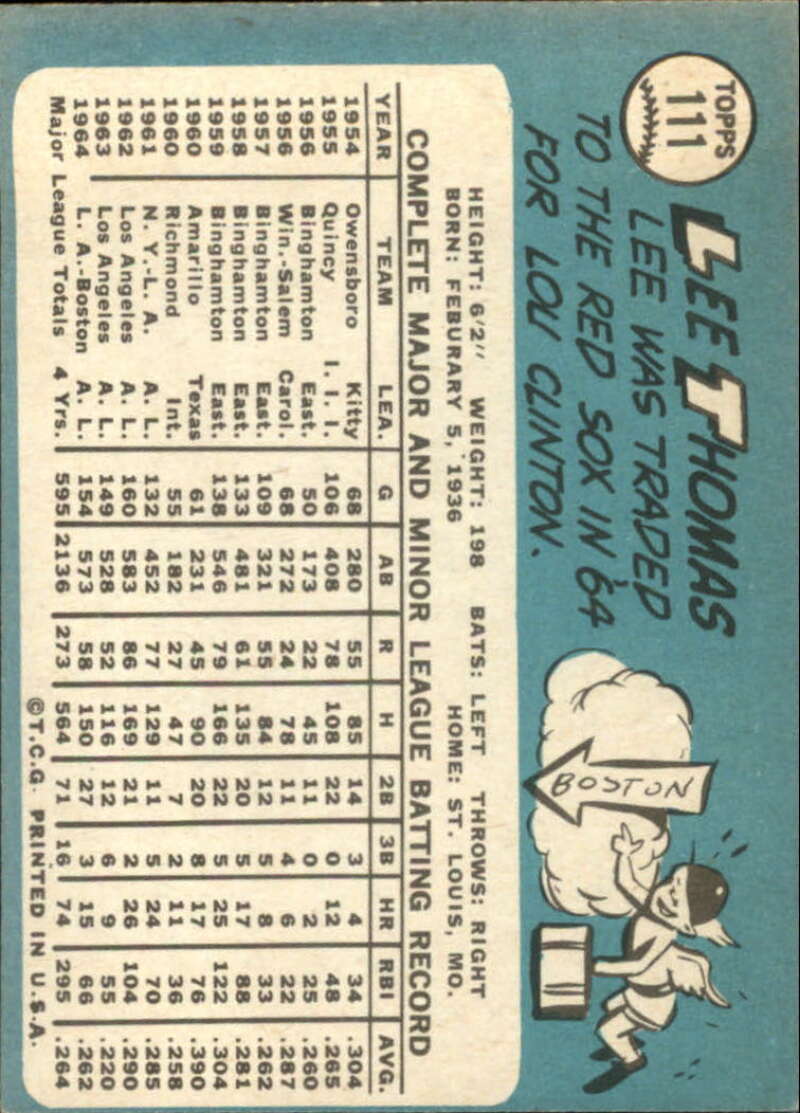 TOPPS
111
LEE THOMAS
LEE WAS TRADED
TO THE RED SOX IN '64
FOR LOU CLINTON.
BOSTON
HEIGHT: 6'2" WEIGHT: 198 BATS: LEFT THROWS: RIGHT
BORN: FEBURARY 5, 1936 HOME: ST. LOUIS, MO.
COMPLETE MAJOR AND MINOR LEAGUE BATTING RECORD
YEAR TEAM LEA. G AB R H 2B 3B HR RBI AVG.
1954 Owensboro Kitty 68 280 55 85 14 3 4 34 .304
1955 Quincy I. I. I. 106 408 78 108 22 0 12 48 .265
1956 Binghamton East. 50 173 22 45 11 0 2 25 .260
1956 Win.-Salem Carol. 68 272 24 78 11 4 6 22 .287
1957 Binghamton East. 109 321 55 84 12 5 8 33 .262
1958 Binghamton East. 133 481 61 135 20 5 17 88 .281
1959 Binghamton East. 138 546 79 166 22 5 25 122 .304
1960 Amarillo Texas 61 231 45 90 20 8 17 76 .390
1960 Richmond Int. 55 182 27 47 7 2 11 36 .258
1961 N. Y.-L. A. A. L. 132 452 77 129 11 5 24 70 .285
1962 Los Angeles A. L. 160 583 86 169 21 2 26 104 .290
1963 Los Angeles A. L. 149 528 52 116 12 6 9 55 .220
1964 L. A.-Boston A. L. 154 573 58 150 27 3 15 66 .262
Major League Totals 4 Yrs. 595 2136 273 564 71 16 74 295 .264
©T.C.G. PRINTED IN U.S.A.